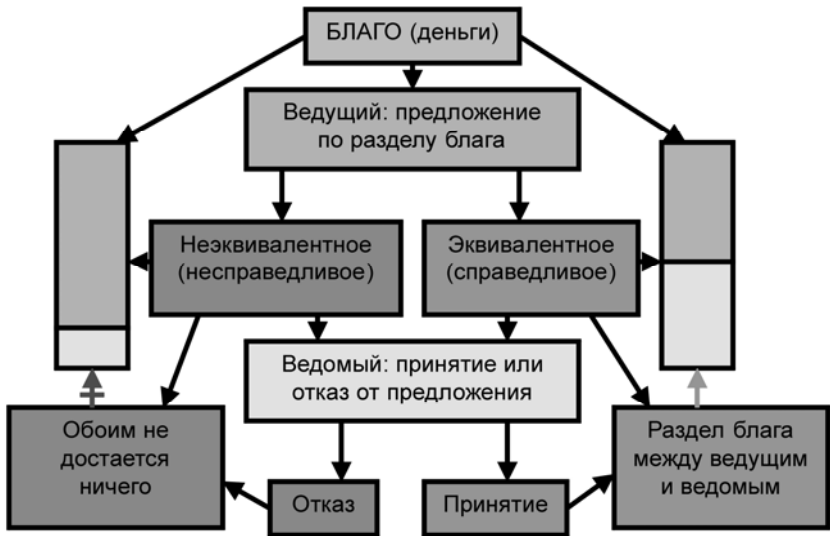 БЛАГО (деньги)
Ведущий: предложение
по разделу блага
Неэквивалентное
(несправедливое)
Эквивалентное
(справедливое)
Ведомый: принятие или
отказ от предложения
Обоим не
достается
ничего
Отказ
Принятие
Раздел блага
между ведущим
и ведомым